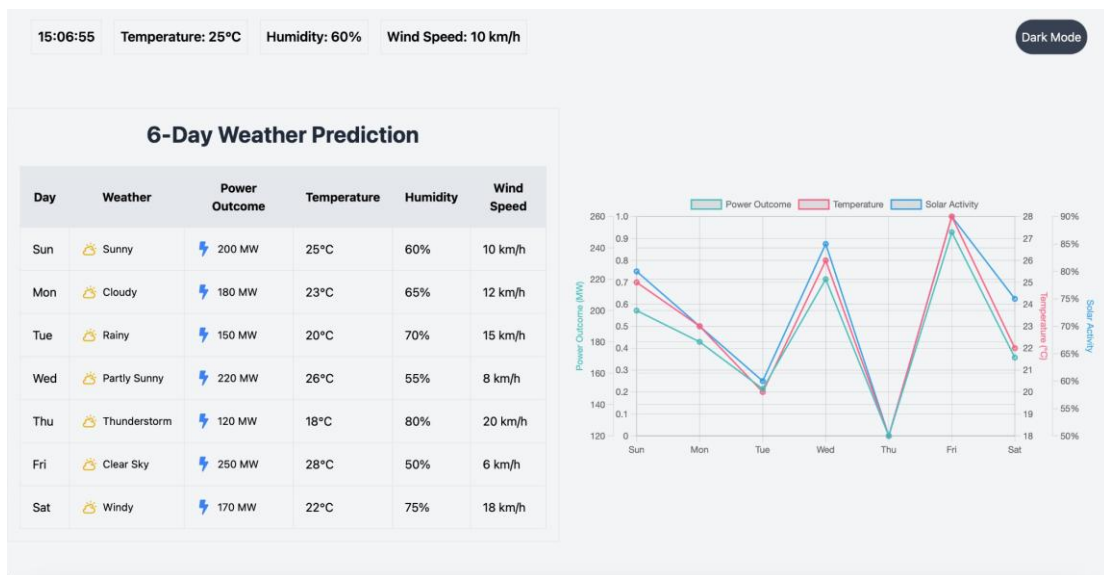 15:06:55 Temperature: 25°C Humidity: 60% Wind Speed: 10 km/h Dark Mode
6-Day Weather Prediction
Day Weather Power Outcome Temperature Humidity Wind Speed
Sun Sunny 200 MW 25°C 60% 10 km/h
Mon Cloudy 180 MW 23°C 65% 12 km/h
Tue Rainy 150 MW 20°C 70% 15 km/h
Wed Partly Sunny 220 MW 26°C 55% 8 km/h
Thu Thunderstorm 120 MW 18°C 80% 20 km/h
Fri Clear Sky 250 MW 28°C 50% 6 km/h
Sat Windy 170 MW 22°C 75% 18 km/h
Power Outcome Temperature Solar Activity
260 1.0 28 90%
0.9 27
240 85%
0.8 26
220 0.7 25 80%
0.6 24 75%
200
0.5 23 70%
180 0.4 22
65%
160 0.3 21
0.2 20 60%
140
0.1 19 55%
120 0 18 50%
Sun Mon Tue Wed Thu Fri Sat
Power Outcome (MW)
Temperature (°C)
Solar Activity